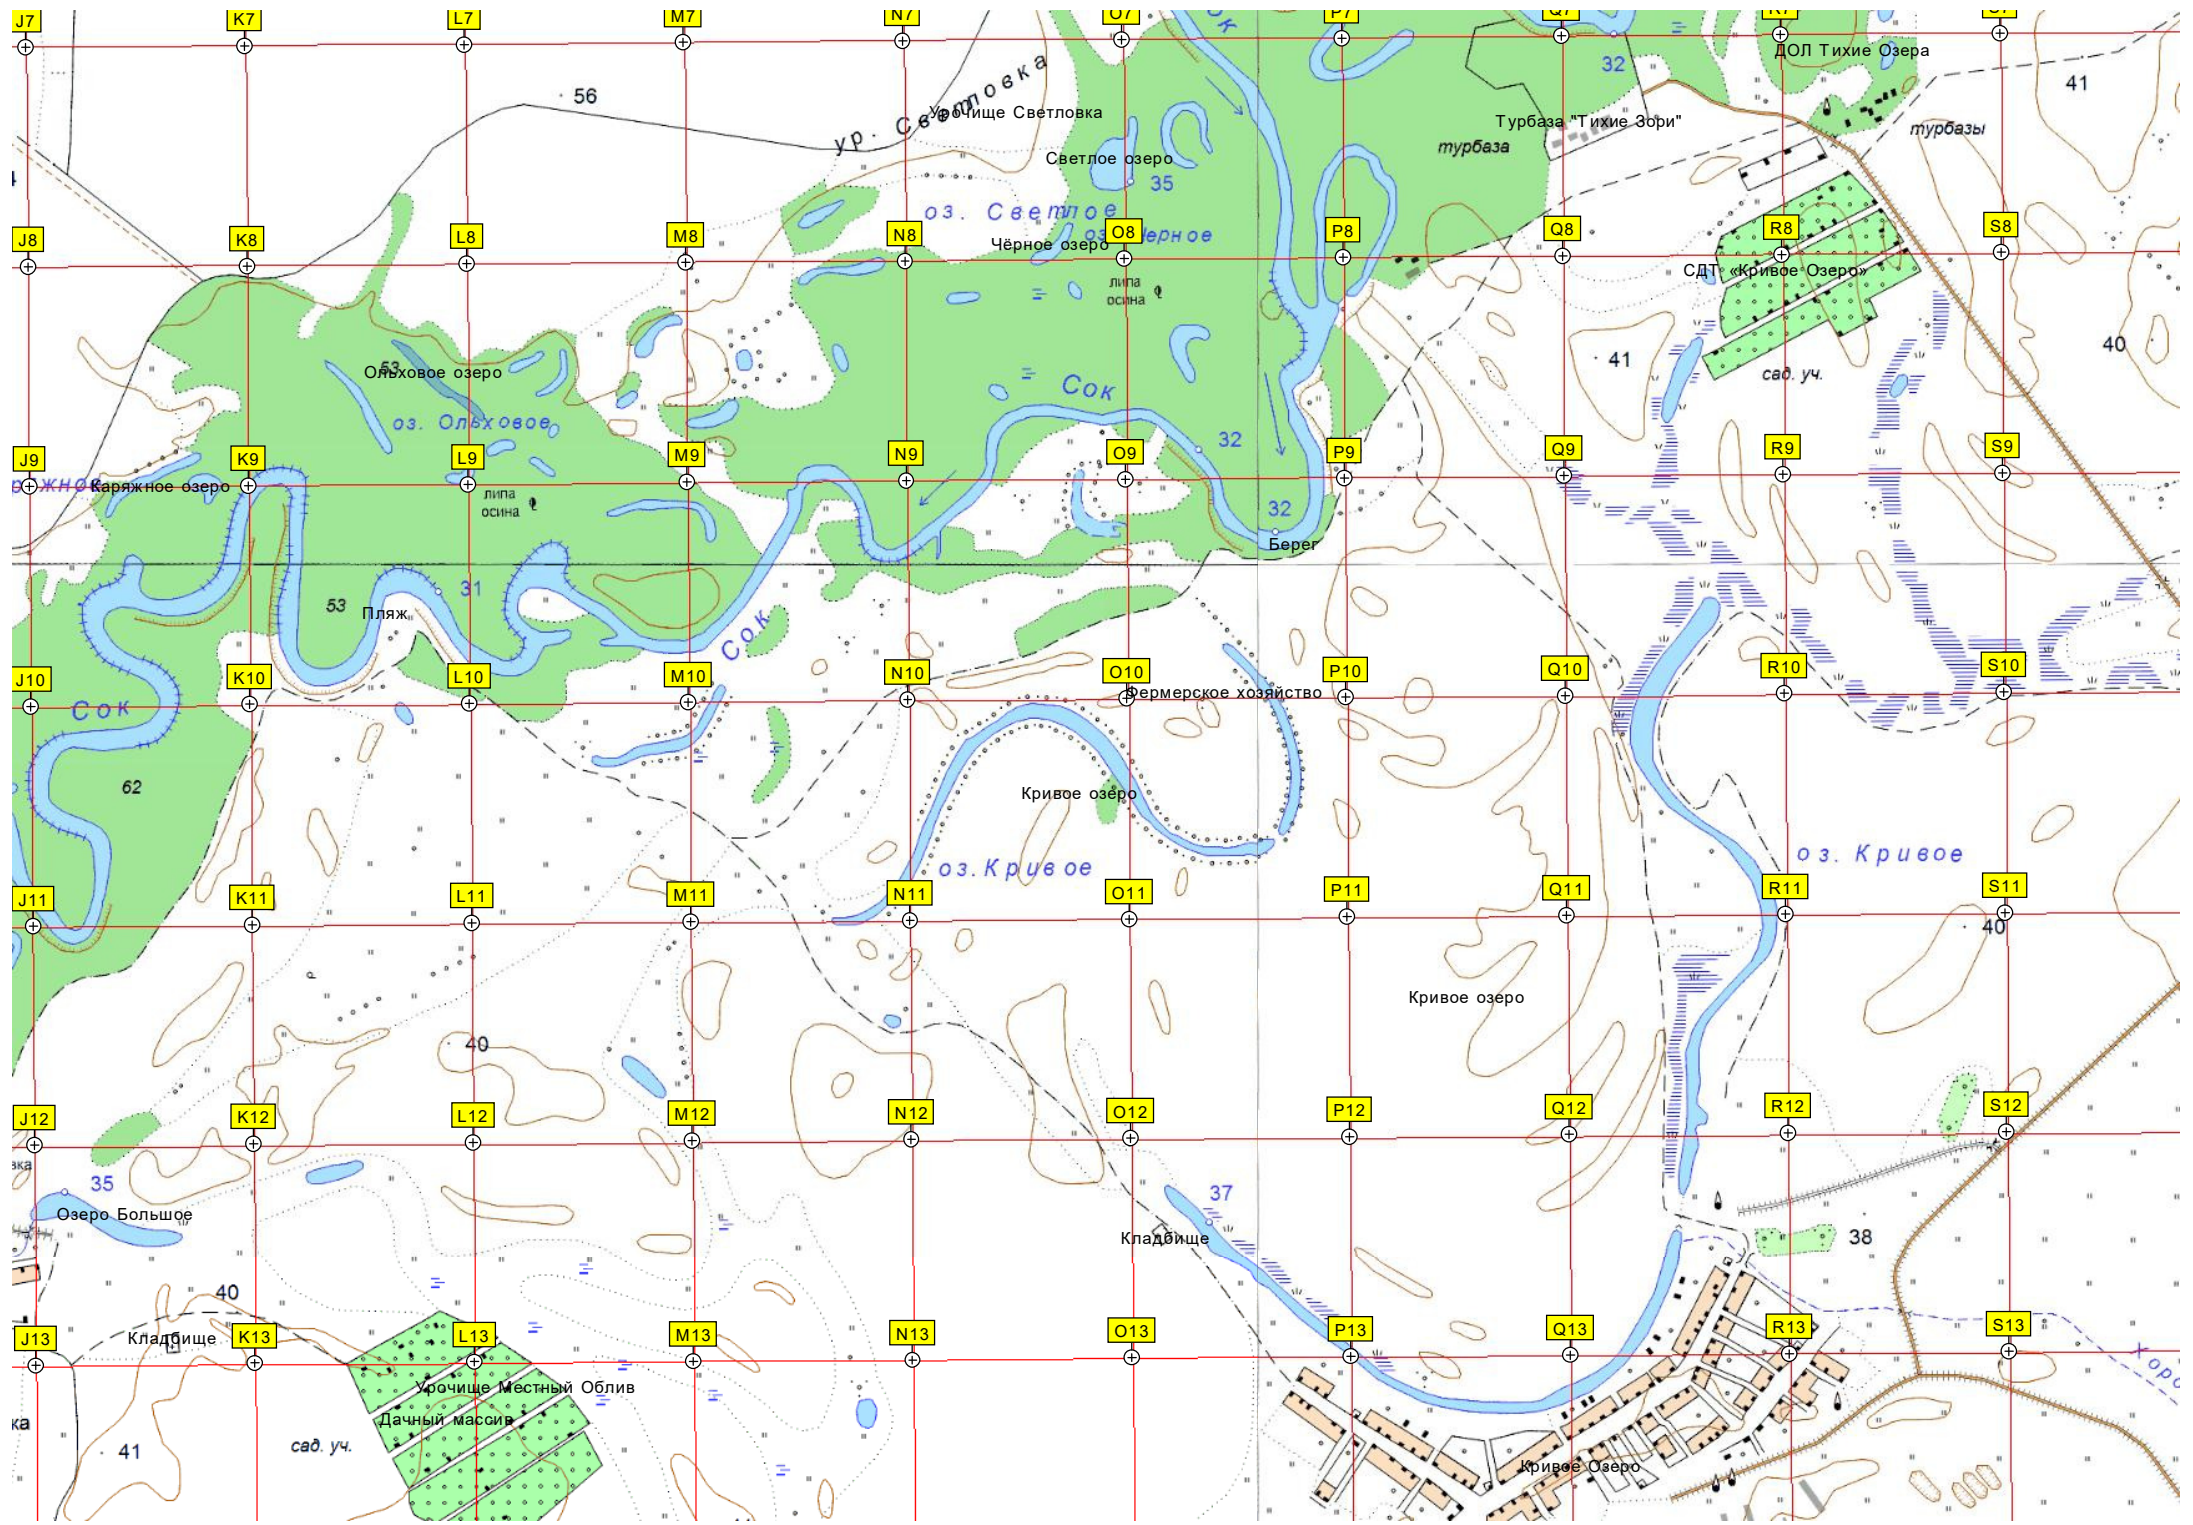 J7 K7 L7 M7 N7 O7 P7 Q7 R7 S7
ок
ДОЛ Тихие Озера
32
41
56
ур. Светловка
Урочище Светловка
Турбаза "Тихие Зори"
турбаза
турбазы
Светлое озеро
35
оз. Светлое
оз. Черное
Чёрное озеро
J8 K8 L8 M8 N8 O8 P8 Q8 R8 S8
СДТ «Кривое Озеро»
липа
осина
53
Ольховое озеро
41
40
сад. уч.
Сок
оз. Ольховое
32
J9 K9 L9 M9 N9 O9 P9 Q9 R9 S9
Каряжное озеро
липа
осина
32
Берег
31
53
Пляж
Сок
J10 K10 L10 M10 N10 O10 P10 Q10 R10 S10
Фермерское хозяйство
Сок
62
Кривое озеро
оз. Кривое
оз. Кривое
J11 K11 L11 M11 N11 O11 P11 Q11 R11 S11
40
Кривое озеро
40
J12 K12 L12 M12 N12 O12 P12 Q12 R12 S12
вка
35
37
Озеро Большое
Кладбище
38
40
Кладбище
J13 K13 L13 M13 N13 O13 P13 Q13 R13 S13
Хоро
Урочище Местный Облив
Дачный массив
ка
41
сад. уч.
Кривое Озеро